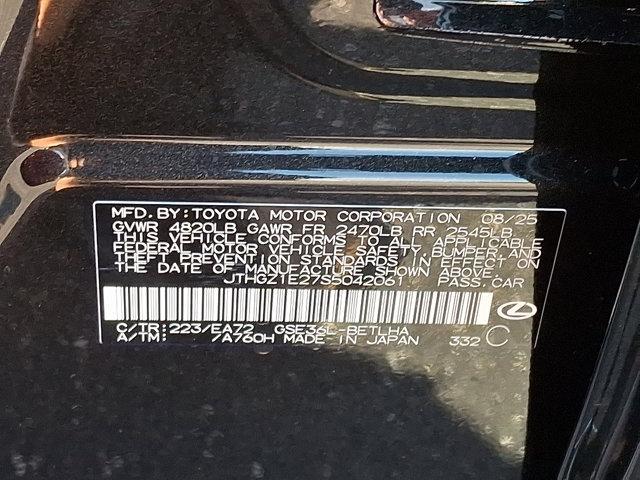 MFD. BY: TOYOTA MOTOR CORPORATION 08/25
GVWR 4820LB GAWR FR 2470LB RR 2545LB
THIS VEHICLE CONFORMS TO ALL APPLICABLE
FEDERAL MOTOR VEHICLE SAFETY, BUMPER, AND
THEFT PREVENTION STANDARDS IN EFFECT ON
THE DATE OF MANUFACTURE SHOWN ABOVE.
JTHGZ1E27S5042061 PASS.CAR
C/TR: 223/EA72 GSE36L-BETLHA
A/TM: /A760H MADE-IN JAPAN 332 C